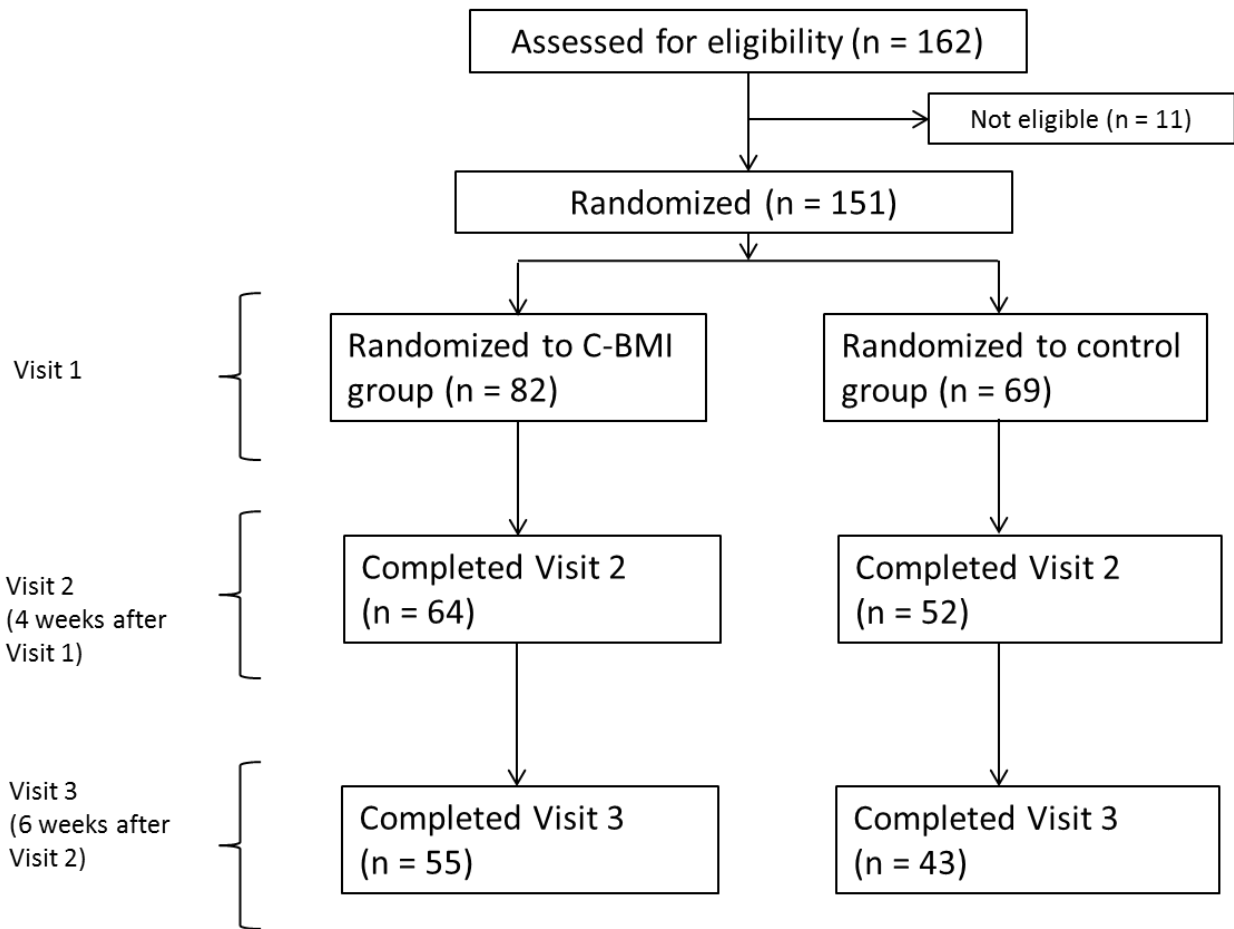 Assessed for eligibility (n = 162)
Not eligible (n = 11)
Randomized (n = 151)
Visit 1
Randomized to C-BMI
group (n = 82)
Randomized to control
group (n = 69)
Visit 2
(4 weeks after
Visit 1)
Completed Visit 2
(n = 64)
Completed Visit 2
(n = 52)
Visit 3
(6 weeks after
Visit 2)
Completed Visit 3
(n = 55)
Completed Visit 3
(n = 43)